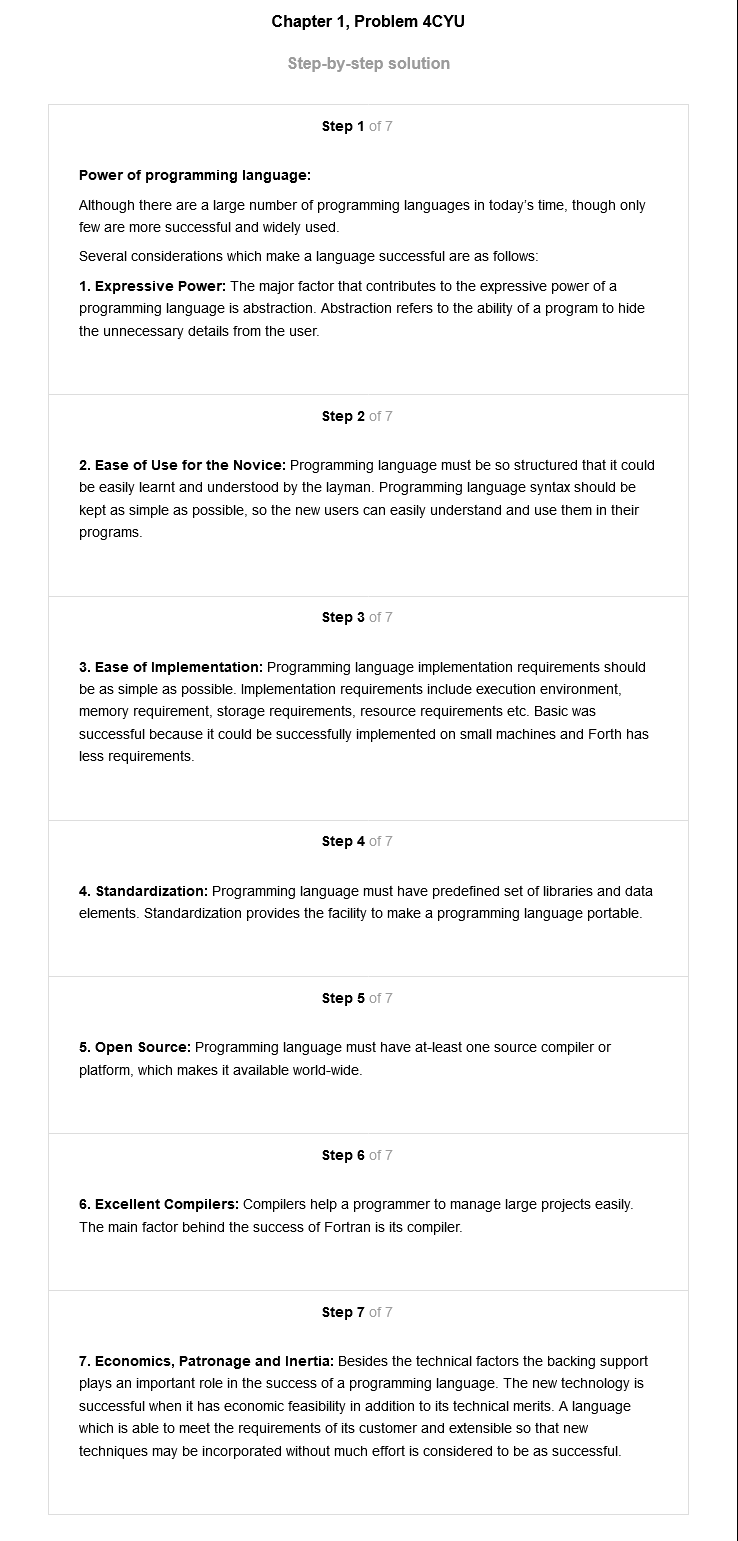 Chapter 1, Problem 4CYU
Step-by-step solution
Step 1 of 7
Power of programming language:
Although there are a large number of programming languages in today's time, though only
few are more successful and widely used.
Several considerations which make a language successful are as follows:
1. Expressive Power: The major factor that contributes to the expressive power of a
programming language is abstraction. Abstraction refers to the ability of a program to hide
the unnecessary details from the user.
Step 2 of 7
2. Ease of Use for the Novice: Programming language must be so structured that it could
be easily learnt and understood by the layman. Programming language syntax should be
kept as simple as possible, so the new users can easily understand and use them in their
programs.
Step 3 of 7
3. Ease of Implementation: Programming language implementation requirements should
be as simple as possible. Implementation requirements include execution environment,
memory requirement, storage requirements, resource requirements etc. Basic was
successful because it could be successfully implemented on small machines and Forth has
less requirements.
Step 4 of 7
4. Standardization: Programming language must have predefined set of libraries and data
elements. Standardization provides the facility to make a programming language portable.
Step 5 of 7
5. Open Source: Programming language must have at-least one source compiler or
platform, which makes it available world-wide.
Step 6 of 7
6. Excellent Compilers: Compilers help a programmer to manage large projects easily.
The main factor behind the success of Fortran is its compiler.
Step 7 of 7
7. Economics, Patronage and Inertia: Besides the technical factors the backing support
plays an important role in the success of a programming language. The new technology is
successful when it has economic feasibility in addition to its technical merits. A language
which is able to meet the requirements of its customer and extensible so that new
techniques may be incorporated without much effort is considered to be as successful.